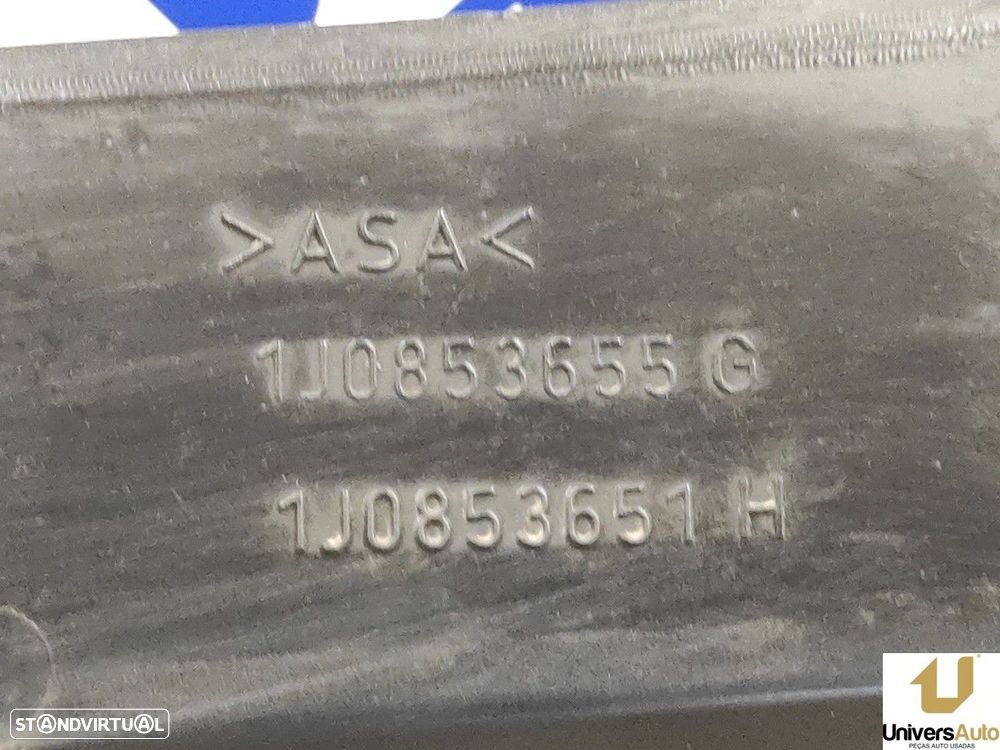 >ASA<
1J0853655 G
1J0853651 H
STANDVIRTUAL
UniversAuto
PEÇAS AUTO USADAS